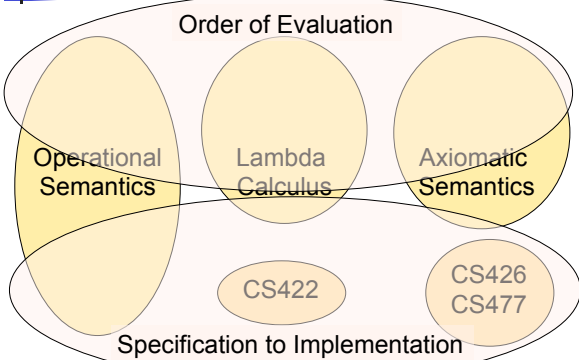 Order of Evaluation
Operational
Semantics
Lambda
Calculus
Axiomatic
Semantics
CS422
CS426
CS477
Specification to Implementation